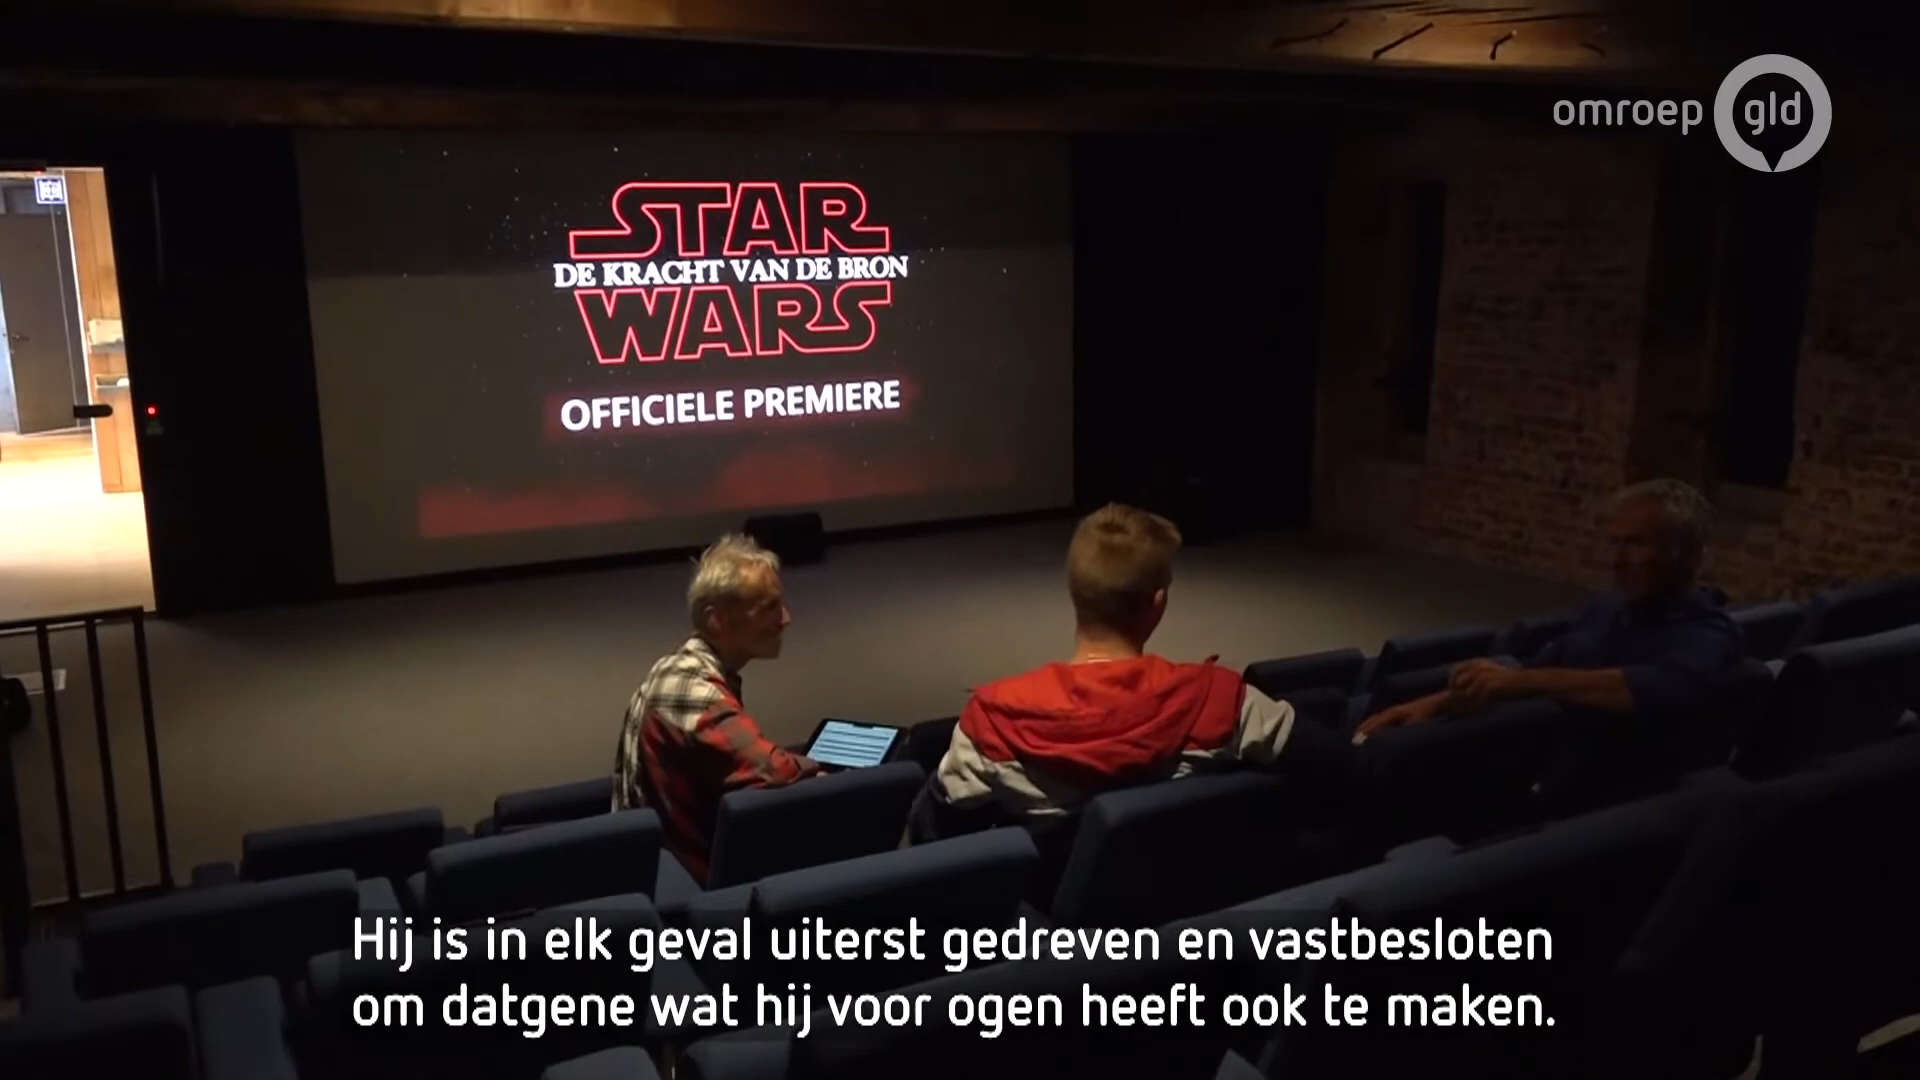 omroep gld
STAR
DE KRACHT VAN DE BRON
WARS
OFFICIELE PREMIERE
Hij is in elk geval uiterst gedreven en vastbesloten
om datgene wat hij voor ogen heeft ook te maken.